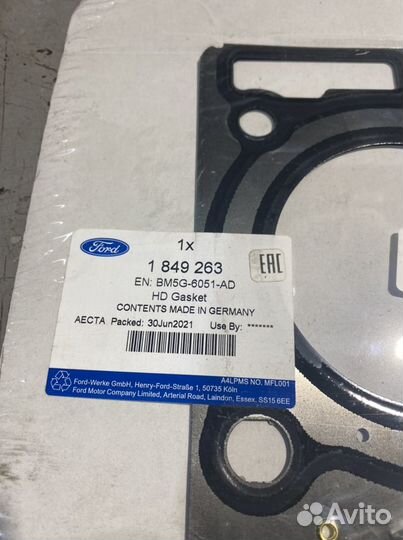 Ford
1x
1 849 263
EAC
EN: BM5G-6051-AD
HD Gasket
CONTENTS MADE IN GERMANY
AECTA Packed: 30Jun2021 Use By: *******
A4LPMS NO. MFL001
Ford-Werke GmbH, Henry-Ford-Straße 1, 50735 Köln
Ford Motor Company Limited, Arterial Road, Laindon, Essex. SS15 6EE
Avito